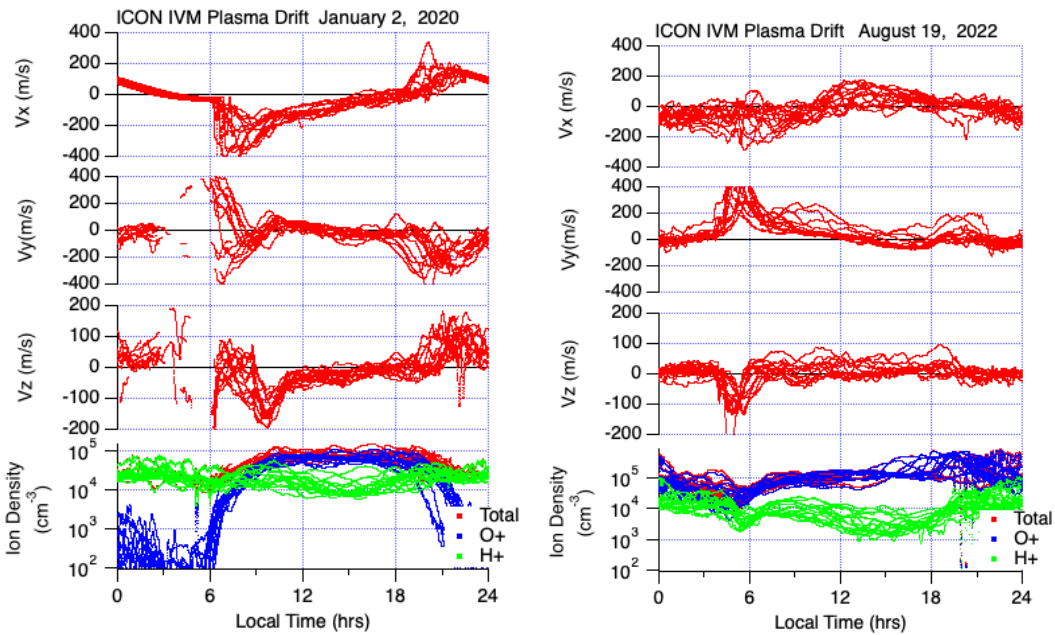 ICON IVM Plasma Drift January 2, 2020
400
200
0
-200
-400
Vx (m/s)
400
200
0
-200
-400
Vy(m/s)
200
100
0
-100
-200
Vz (m/s)
10^5
10^4
10^3
10^2
Ion Density
(cm^-3)
Total
O+
H+
0 6 12 18 24
Local Time (hrs)
ICON IVM Plasma Drift August 19, 2022
400
200
0
-200
-400
Vx (m/s)
400
200
0
-200
-400
Vy(m/s)
200
100
0
-100
-200
Vz (m/s)
10^5
10^4
10^3
10^2
Ion Density
(cm^-3)
Total
O+
H+
0 6 12 18 24
Local Time (hrs)